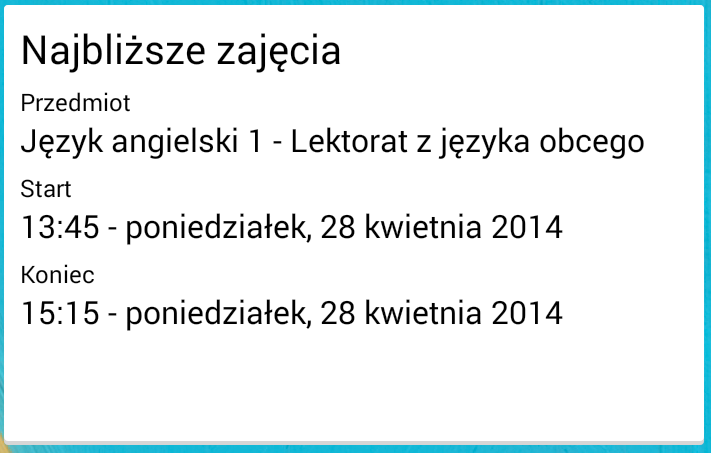 Najbliższe zajęcia
Przedmiot
Język angielski 1 - Lektorat z języka obcego
Start
13:45 - poniedziałek, 28 kwietnia 2014
Koniec
15:15 - poniedziałek, 28 kwietnia 2014